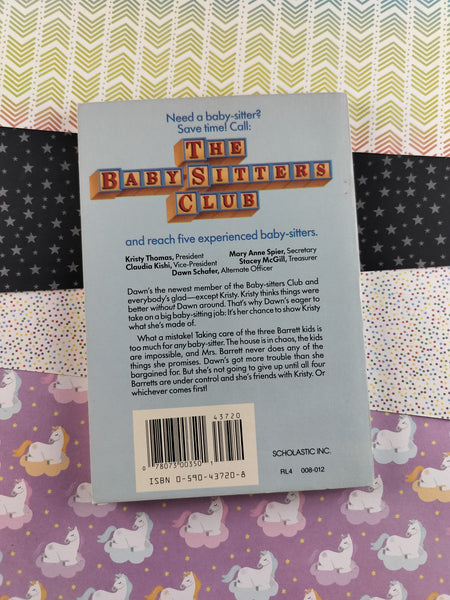 Need a baby-sitter?
Save time! Call:
THE
BABY-SITTERS
CLUB
and reach five experienced baby-sitters.
Kristy Thomas, President Mary Anne Spier, Secretary
Claudia Kishi, Vice-President Stacey McGill, Treasurer
Dawn Schafer, Alternate Officer
Dawn's the newest member of the Baby-sitters Club and
everybody's glad—except Kristy. Kristy thinks things were
better without Dawn around. That's why Dawn's eager to
take on a big baby-sitting job: It's her chance to show Kristy
what she's made of.
What a mistake! Taking care of the three Barrett kids is
too much for any baby-sitter. The house is in chaos, the kids
are impossible, and Mrs. Barrett never does any of the
things she promises. Dawn's got more trouble than she
bargained for. But she's not going to give up until all four
Barretts are under control and she's friends with Kristy. Or
whichever comes first!
43720
0 78073 00350
ISBN 0-590-43720-8
SCHOLASTIC INC.
RL4 008-012